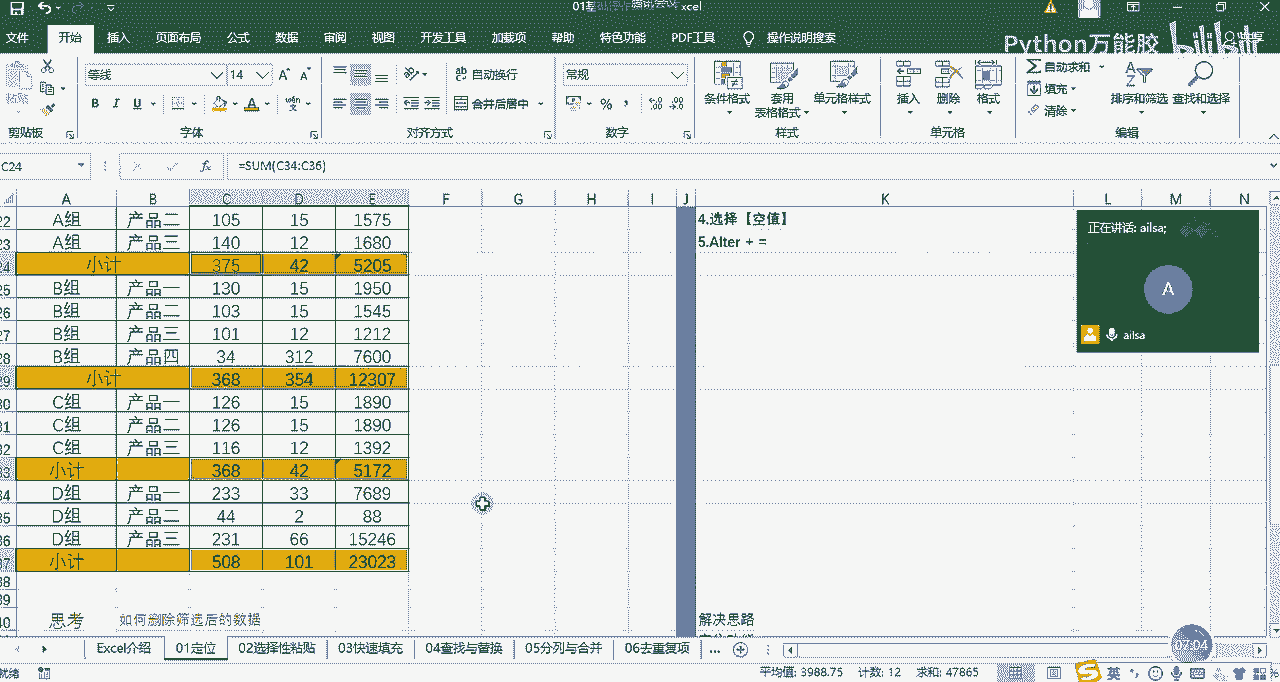 文件 开始 插入 页面布局 公式 数据 审阅 视图 开发工具 加载项 帮助 特色功能 PDF工具 操作说明搜索
Python万能胶 bilibili
等线 14 自动换行 常规 条件格式 套用 单元格样式 插入 删除 格式 自动求和 排序和筛选 查找和选择
粘贴 B I U A 合并后居中 % 表格格式 填充
清除
剪贴板 字体 对齐方式 数字 样式 单元格 编辑
C24 fx =SUM(C34:C36)
A B C D E F G H I J K L M N
22 A组 产品二 105 15 1575 4.选择【空值】
23 A组 产品三 140 12 1680 5.Alter + =
24 小计 375 42 5205
25 B组 产品一 130 15 1950
26 B组 产品二 103 15 1545
27 B组 产品三 101 12 1212
28 B组 产品四 34 312 7600
29 小计 368 354 12307
30 C组 产品一 126 15 1890
31 C组 产品二 126 15 1890
32 C组 产品三 116 12 1392
33 小计 368 42 5172
34 D组 产品一 233 33 7689
35 D组 产品二 44 2 88
36 D组 产品三 231 66 15246
37 小计 508 101 23023
38
39
40 思考 如何删除筛选后的数据 解决思路
正在讲话: ailsa;
A
ailsa
Excel介绍 01定位 02选择性粘贴 03快速填充 04查找与替换 05分列与合并 06去重复项 ...
07:04
就绪 平均值: 3988.75 计数: 12 求和: 47865 英